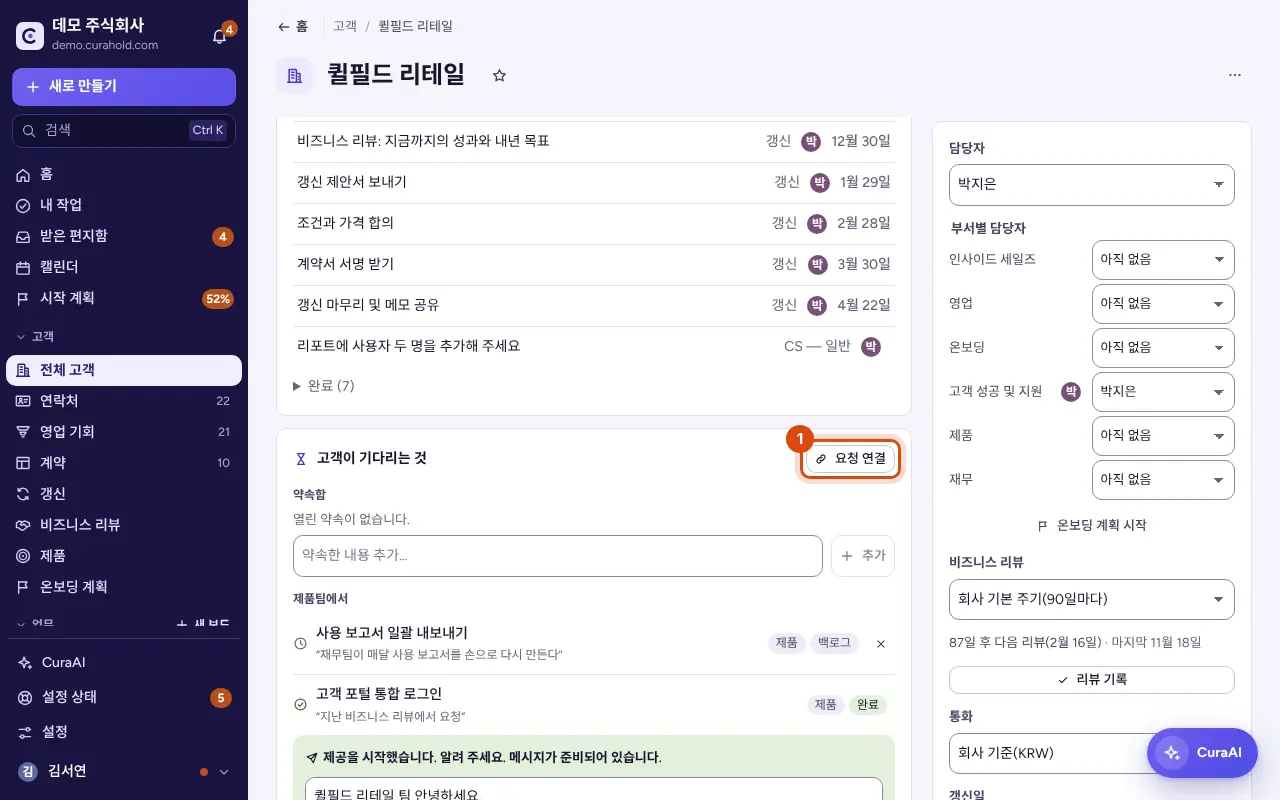 데모 주식회사
demo.curahold.com
4
새로 만들기
검색
Ctrl K
홈
내 작업
받은 편지함
4
캘린더
시작 계획
52%
고객
전체 고객
연락처
22
영업 기회
21
계약
10
갱신
비즈니스 리뷰
제품
온보딩 계획
업무
새 보드
CuraAI
설정 상태
5
설정
김
김서연
홈
고객 / 퀼필드 리테일
퀼필드 리테일
비즈니스 리뷰: 지금까지의 성과와 내년 목표
갱신 박 12월 30일
갱신 제안서 보내기
갱신 박 1월 29일
조건과 가격 합의
갱신 박 2월 28일
계약서 서명 받기
갱신 박 3월 30일
갱신 마무리 및 메모 공유
갱신 박 4월 22일
리포트에 사용자 두 명을 추가해 주세요
CS — 일반 박
완료 (7)
고객이 기다리는 것
1
요청 연결
약속함
열린 약속이 없습니다.
약속한 내용 추가...
추가
제품팀에서
사용 보고서 일괄 내보내기
"재무팀이 매달 사용 보고서를 손으로 다시 만든다"
제품 백로그
고객 포털 통합 로그인
"지난 비즈니스 리뷰에서 요청"
제품 완료
제공을 시작했습니다. 알려 주세요. 메시지가 준비되어 있습니다.
퀼필드 리테일 팀 안녕하세요
담당자
박지은
부서별 담당자
인사이드 세일즈
아직 없음
영업
아직 없음
온보딩
아직 없음
고객 성공 및 지원
박
박지은
제품
아직 없음
재무
아직 없음
온보딩 계획 시작
비즈니스 리뷰
회사 기본 주기(90일마다)
87일 후 다음 리뷰(2월 16일) · 마지막 11월 18일
리뷰 기록
통화
회사 기준(KRW)
갱신일
CuraAI